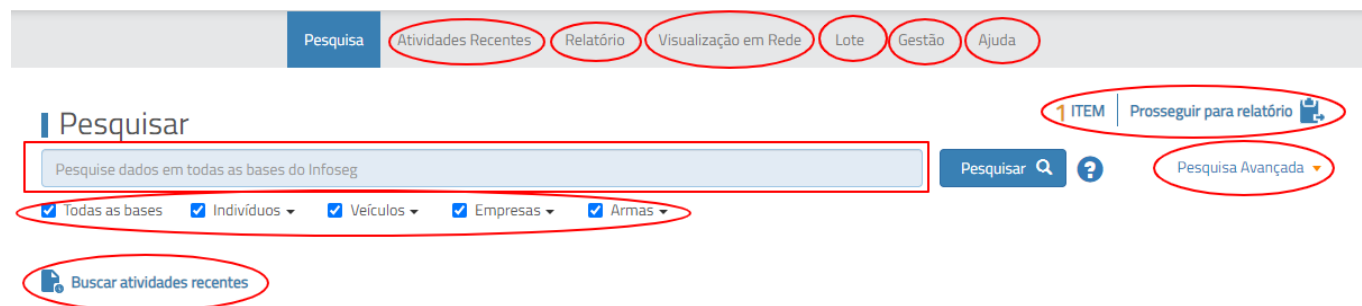 Pesquisa Atividades Recentes Relatório Visualização em Rede Lote Gestão Ajuda
1 ITEM Prosseguir para relatório
Pesquisar
Pesquise dados em todas as bases do Infoseg Pesquisar ? Pesquisa Avançada
Todas as bases Indivíduos Veículos Empresas Armas
Buscar atividades recentes